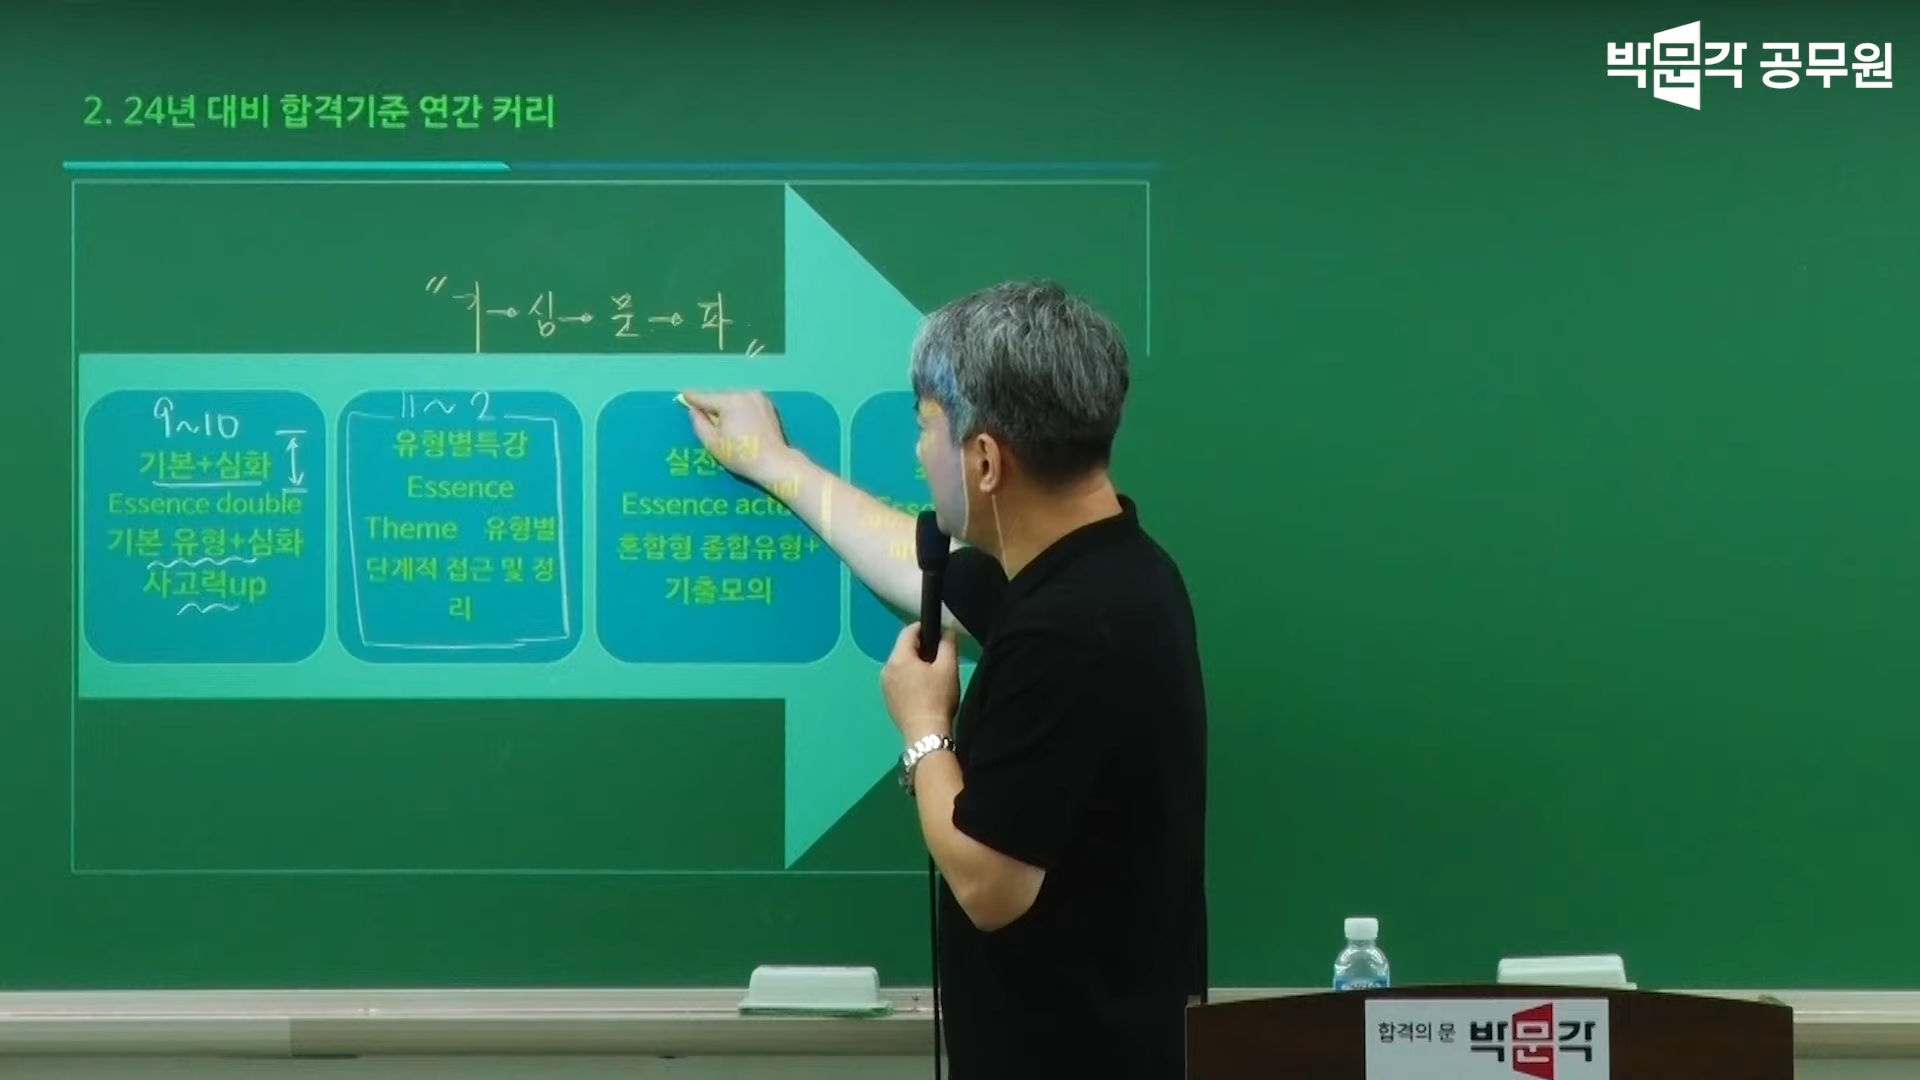 박문각 공무원
2. 24년 대비 합격기준 연간 커리
심 → 문 → 파
9~10
기본+심화
Essence double
기본 유형+심화
사고력up
11~2
유형별특강
Essence
Theme 유형별
단계적 접근 및 정
리
Essence
혼합형 종합유형+
기출모의
합격의 문 박문각